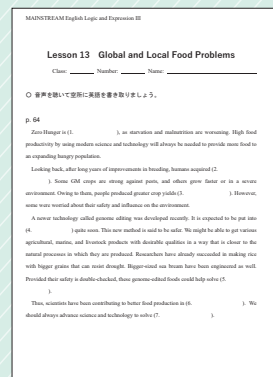 MAINSTREAM English Logic and Expression III
Lesson 13　Global and Local Food Problems
Class: ______ Number: ______ Name: ____________
○ 音声を聴いて空所に英語を書き取りましょう。
p. 64
Zero Hunger is (1.                ), as starvation and malnutrition are worsening. High food
productivity by using modern science and technology will always be needed to provide more food to
an expanding hungry population.
Looking back, after long years of improvements in breeding, humans acquired (2.
). Some GM crops are strong against pests, and others grow faster or in a severe
environment. Owing to them, people produced greater crop yields (3.                ). However,
some were worried about their safety and influence on the environment.
A newer technology called genome editing was developed recently. It is expected to be put into
(4.                ) quite soon. This new method is said to be safer. We might be able to get various
agricultural, marine, and livestock products with desirable qualities in a way that is closer to the
natural processes in which they are produced. Researchers have already succeeded in making rice
with bigger grains that can resist drought. Bigger-sized sea bream have been engineered as well.
Provided their safety is double-checked, these genome-edited foods could help solve (5.
).
Thus, scientists have been contributing to better food production in (6.                ). We
should always advance science and technology to solve (7.                ).